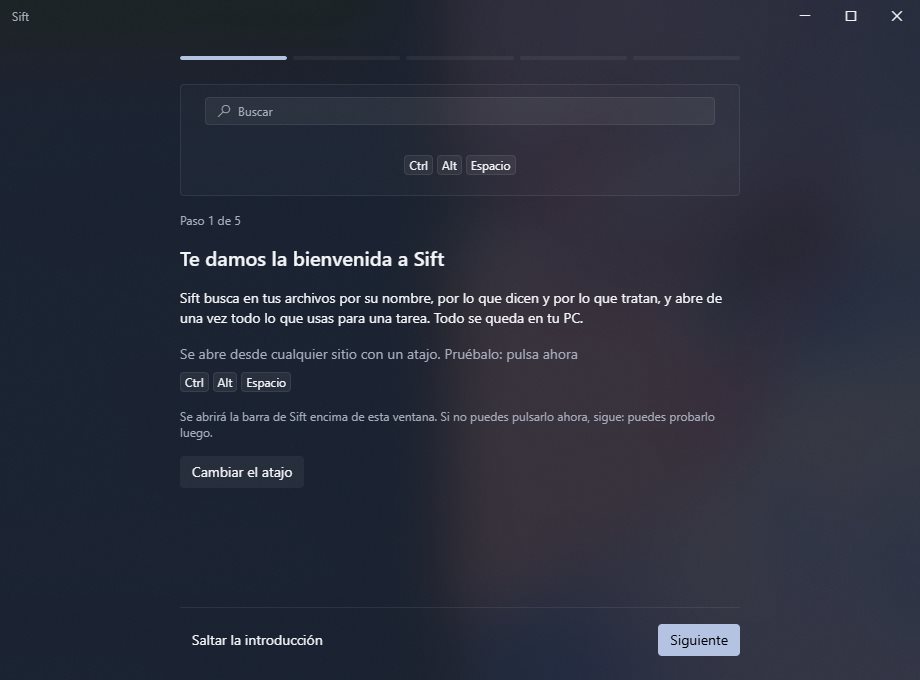 Sift
Buscar
Ctrl Alt Espacio
Paso 1 de 5
Te damos la bienvenida a Sift
Sift busca en tus archivos por su nombre, por lo que dicen y por lo que tratan, y abre de
una vez todo lo que usas para una tarea. Todo se queda en tu PC.
Se abre desde cualquier sitio con un atajo. Pruébalo: pulsa ahora
Ctrl Alt Espacio
Se abrirá la barra de Sift encima de esta ventana. Si no puedes pulsarlo ahora, sigue: puedes probarlo
luego.
Cambiar el atajo
Saltar la introducción
Siguiente